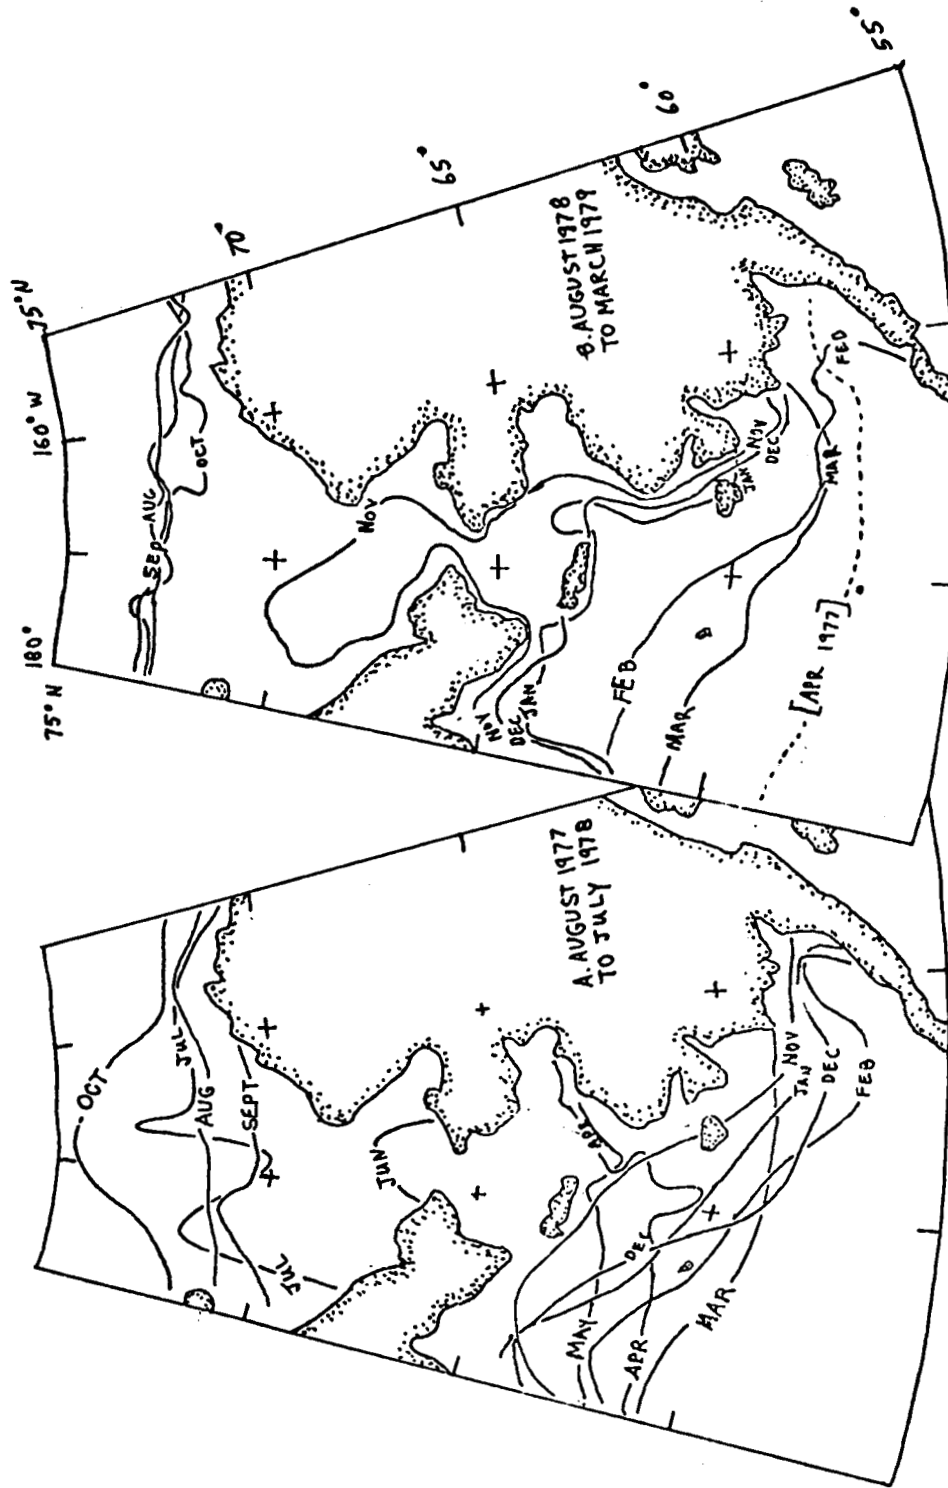 75°N
180°
160° W
75°N
70°
65°
60°
55°
B. AUGUST 1978
TO MARCH 1979
SEP
AUG
OCT
NOV
NOV
DEC
JAN
NOV
DEC
JAN
FEB
MAR
FEB
MAR
[APR 1977]
A. AUGUST 1977
TO JULY 1978
OCT
JUL
AUG
SEPT
JUL
JUN
APR
DEC
MAY
APR
MAR
NOV
JAN
DEC
FEB